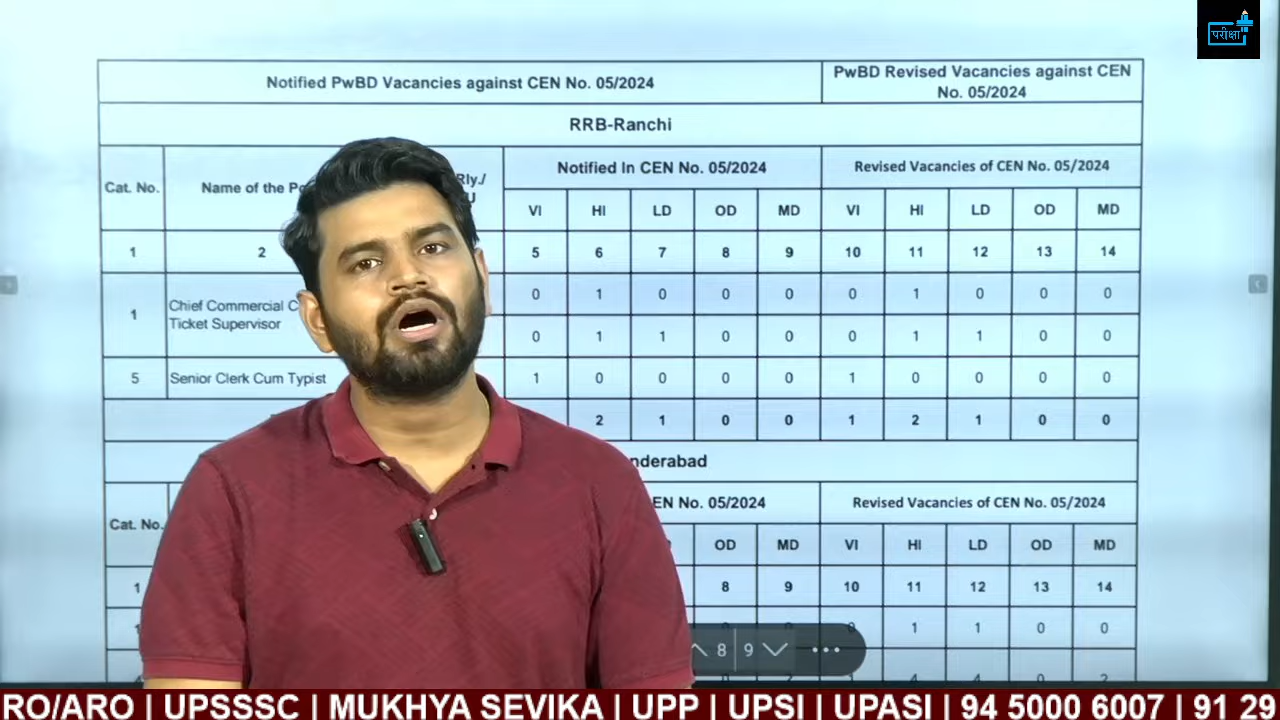 परीक्षा
Notified PwBD Vacancies against CEN No. 05/2024
PwBD Revised Vacancies against CEN No. 05/2024
RRB-Ranchi
Cat. No. Name of the Po Rly./ U
Notified In CEN No. 05/2024
Revised Vacancies of CEN No. 05/2024
VI HI LD OD MD VI HI LD OD MD
1 2 5 6 7 8 9 10 11 12 13 14
1 Chief Commercial C
Ticket Supervisor
0 1 0 0 0 0 1 0 0 0
0 1 1 0 0 0 1 1 0 0
5 Senior Clerk Cum Typist 1 0 0 0 0 1 0 0 0 0
2 1 0 0 1 2 1 0 0
nderabad
Cat. No.
EN No. 05/2024
Revised Vacancies of CEN No. 05/2024
OD MD VI HI LD OD MD
1 8 9 10 11 12 13 14
1 1 0 0
8 9
RO/ARO | UPSSSC | MUKHYA SEVIKA | UPP | UPSI | UPASI | 94 5000 6007 | 91 29